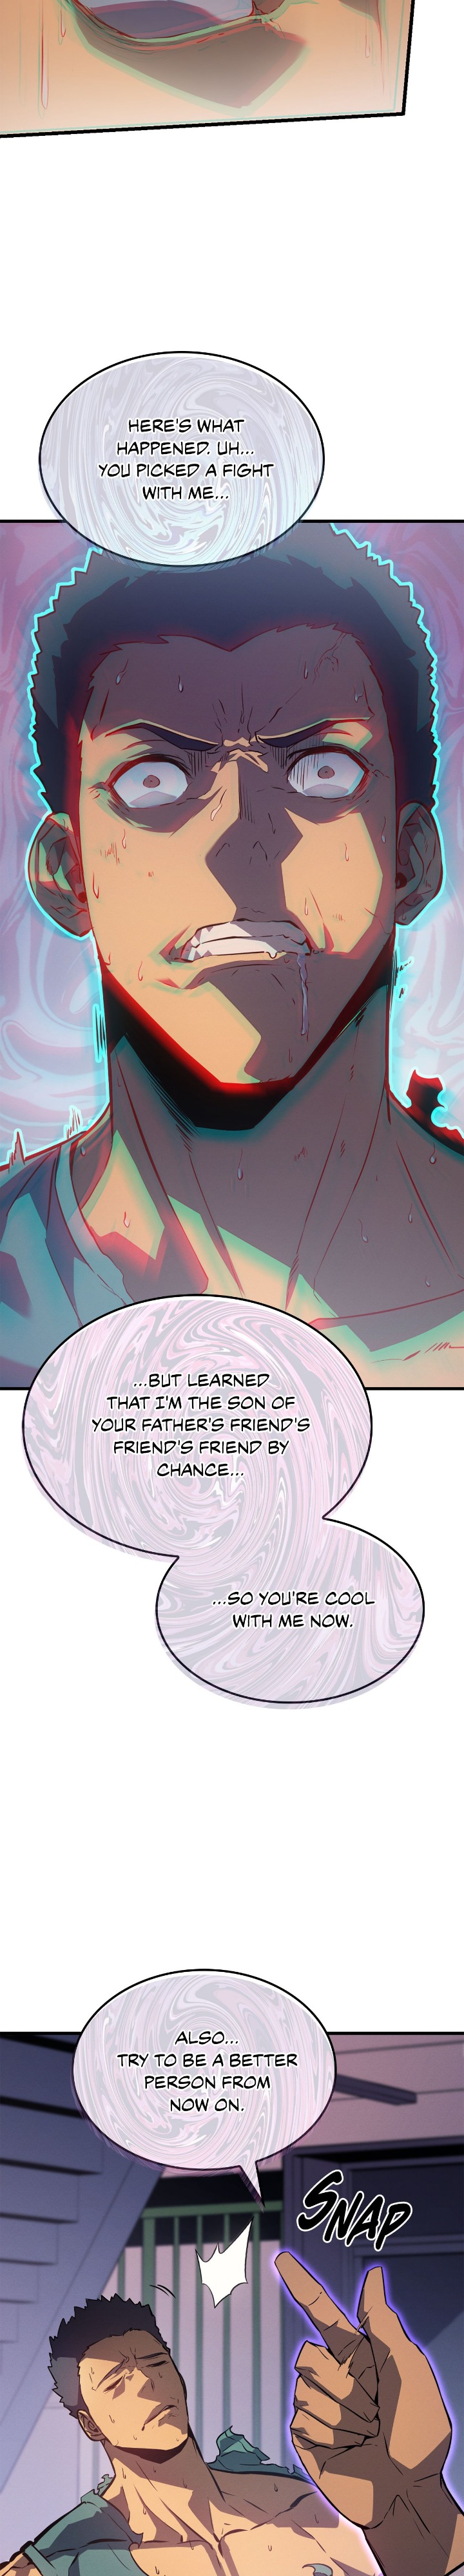 HERE'S WHAT
HAPPENED. UH...
YOU PICKED A FIGHT
WITH ME...
...BUT LEARNED
THAT I'M THE SON OF
YOUR FATHER'S FRIEND'S
FRIEND'S FRIEND BY
CHANCE...
...SO YOU'RE COOL
WITH ME NOW.
ALSO...
TRY TO BE A BETTER
PERSON FROM
NOW ON.
SNAP